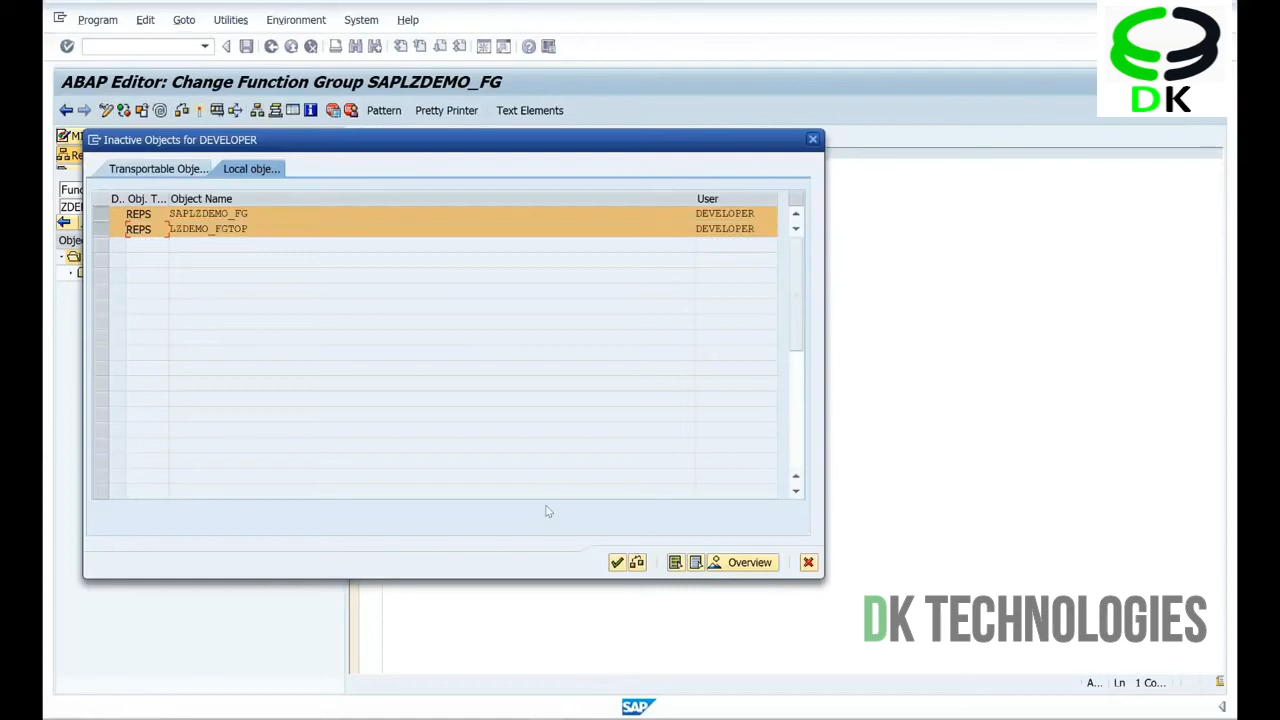 Program Edit Goto Utilities Environment System Help
ABAP Editor: Change Function Group SAPLZDEMO_FG
Pattern Pretty Printer Text Elements
DK
Inactive Objects for DEVELOPER
Transportable Obje... Local obje...
D.. Obj. T... Object Name User
REPS SAPLZDEMO_FG DEVELOPER
REPS LZDEMO_FGTOP DEVELOPER
Overview
DK TECHNOLOGIES
A... Ln 1 Co...
SAP